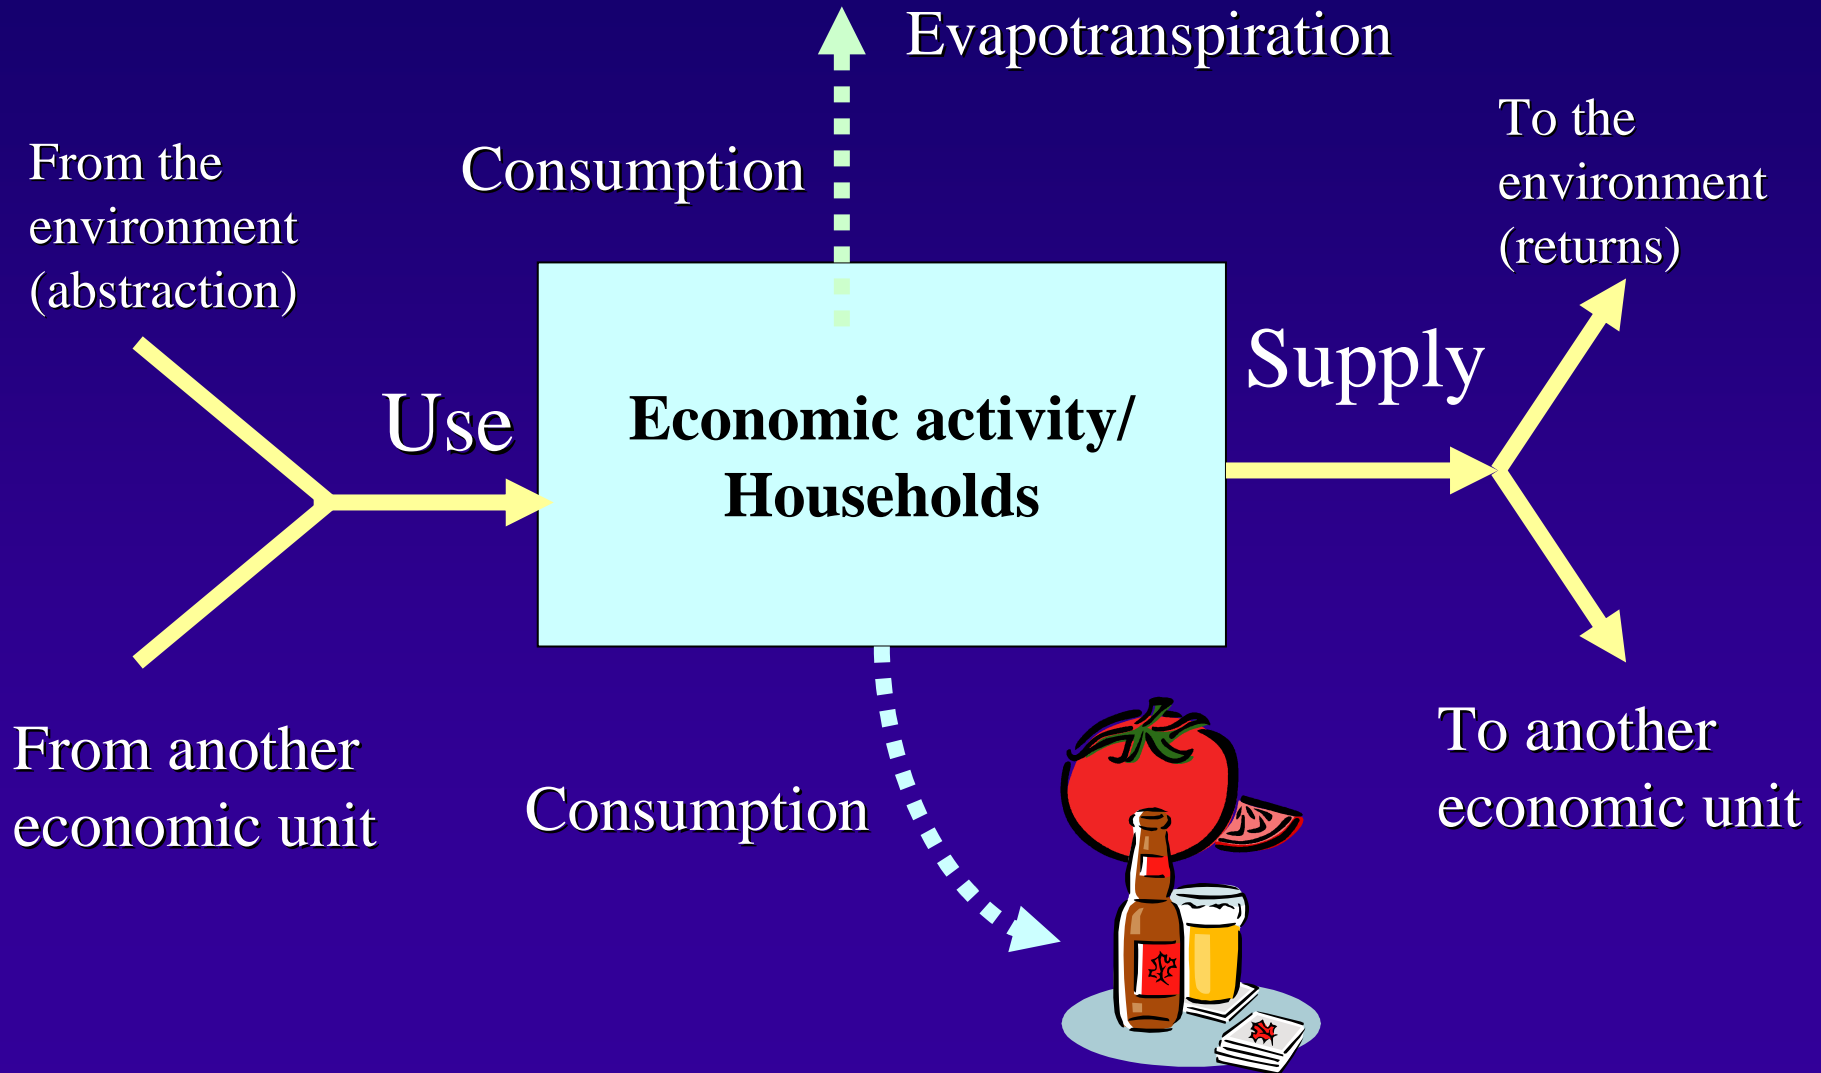 Evapotranspiration
To the
environment
(returns)
From the
environment
(abstraction)
Consumption
Supply
Use
Economic activity/
Households
From another
economic unit
Consumption
To another
economic unit